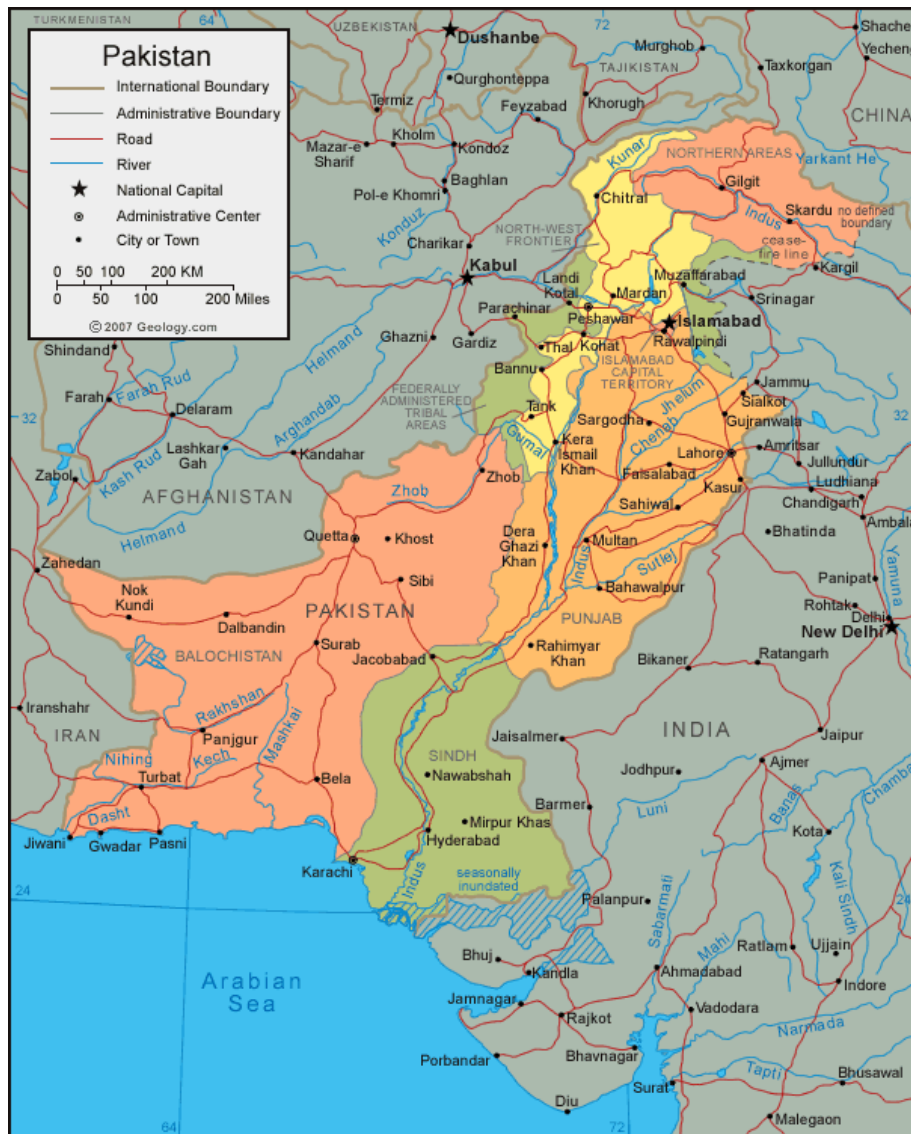 TURKMENISTAN
64
UZBEKISTAN
72
Dushanbe
Shache
Yecheng
Murghob
TAJIKISTAN
Taxkorgan
Pakistan
International Boundary
Administrative Boundary
Road
River
National Capital
Administrative Center
City or Town
0 50 100 200 KM
0 50 100 200 Miles
© 2007 Geology.com
Qurghonteppa
Termiz
Feyzabad
Khorugh
CHINA
Kholm
Mazar-e
Sharif
Kondoz
Kunar
NORTHERN AREAS
Yarkant He
Baghlan
Pol-e Khomri
Gilgit
Chitral
Konduz
Indus
Skardu
no defined
boundary
NORTH-WEST
FRONTIER
Charikar
cease-
fire line
Kargil
Kabul
Landi
Kotal
Muzaffarabad
Mardan
Srinagar
Parachinar
Peshawar
Islamabad
Ghazni
Gardiz
Thal
Kohat
Rawalpindi
Shindand
Helmand
ISLAMABAD
CAPITAL
TERRITORY
Bannu
Farah Rud
FEDERALLY
ADMINISTERED
TRIBAL
AREAS
Jhelum
Jammu
Sialkot
Farah
Delaram
32
Arghandab
Tank
Sargodha
Chenab
Gujranwala
32
Gumal
Kera
Ismail
Khan
Lashkar
Gah
Kandahar
Lahore
Amritsar
Kash Rud
Zabol
Zhob
Faisalabad
Jullundur
Kasur
Ludhiana
AFGHANISTAN
Zhob
Sahiwal
Chandigarh
Ambala
Helmand
Quetta
Khost
Dera
Ghazi
Khan
Multan
Bhatinda
Indus
Sutlej
Yamuna
Zahedan
Sibi
Bahawalpur
Panipat
Nok
Kundi
PAKISTAN
Rohtak
Delhi
Dalbandin
PUNJAB
New Delhi
Surab
BALOCHISTAN
Jacobabad
Rahimyar
Khan
Bikaner
Ratangarh
Iranshahr
Rakhshan
IRAN
Panjgur
Mashkai
INDIA
Jaisalmer
Jaipur
Nihing
Kech
SINDH
Turbat
Bela
Nawabshah
Jodhpur
Ajmer
Dasht
Banas
Chamba
Barmer
Luni
Mirpur Khas
Jiwani
Gwadar
Pasni
Hyderabad
Kota
Karachi
Indus
seasonally
inundated
24
Palanpur
Sabarmati
Kali Sindh
24
Mahi
Ratlam
Ujjain
Bhuj
Kandla
Ahmadabad
Arabian
Sea
Indore
Jamnagar
Rajkot
Vadodara
Narmada
Porbandar
Bhavnagar
Tapti
Bhusawal
Surat
Diu
64
72
Malegaon